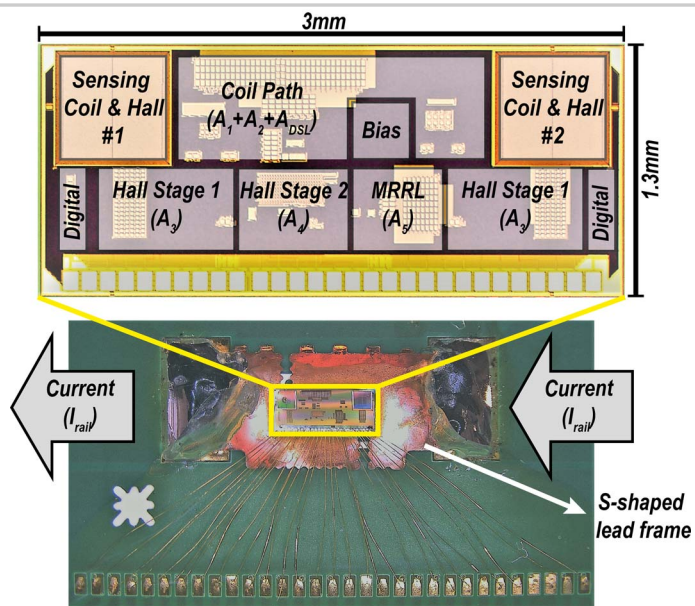 3mm
1.3mm
Sensing
Coil & Hall
#1
Coil Path
(A1+A2+ADSL)
Bias
Sensing
Coil & Hall
#2
Digital
Hall Stage 1
(A3)
Hall Stage 2
(A4)
MRRL
(A5)
Hall Stage 1
(A3)
Digital
Current
(Irail)
Current
(Irail)
S-shaped
lead frame